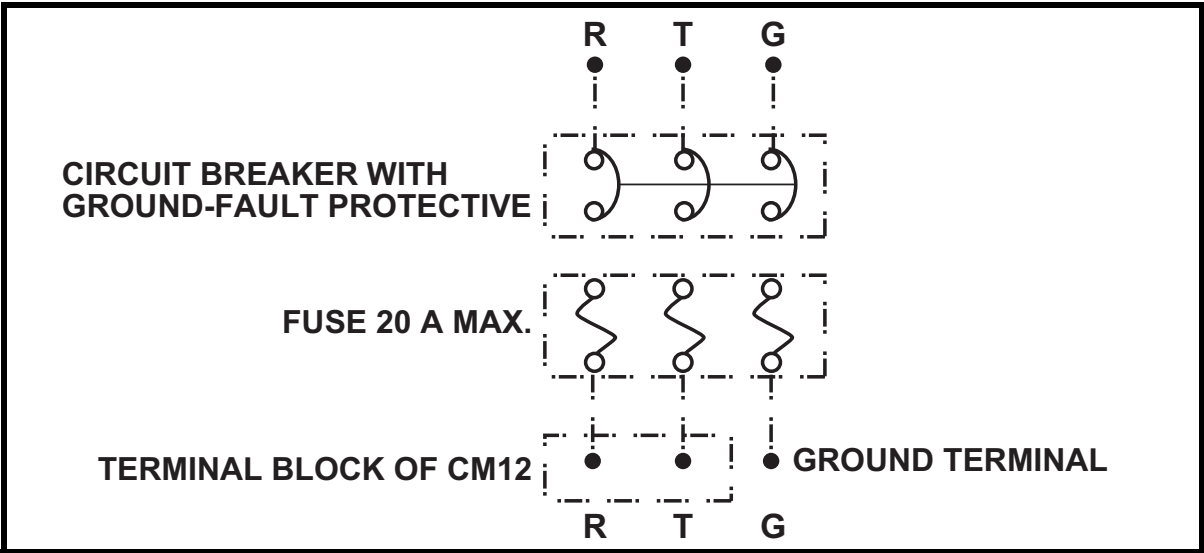 R T G
CIRCUIT BREAKER WITH
GROUND-FAULT PROTECTIVE
FUSE 20 A MAX.
TERMINAL BLOCK OF CM12
GROUND TERMINAL
R T G